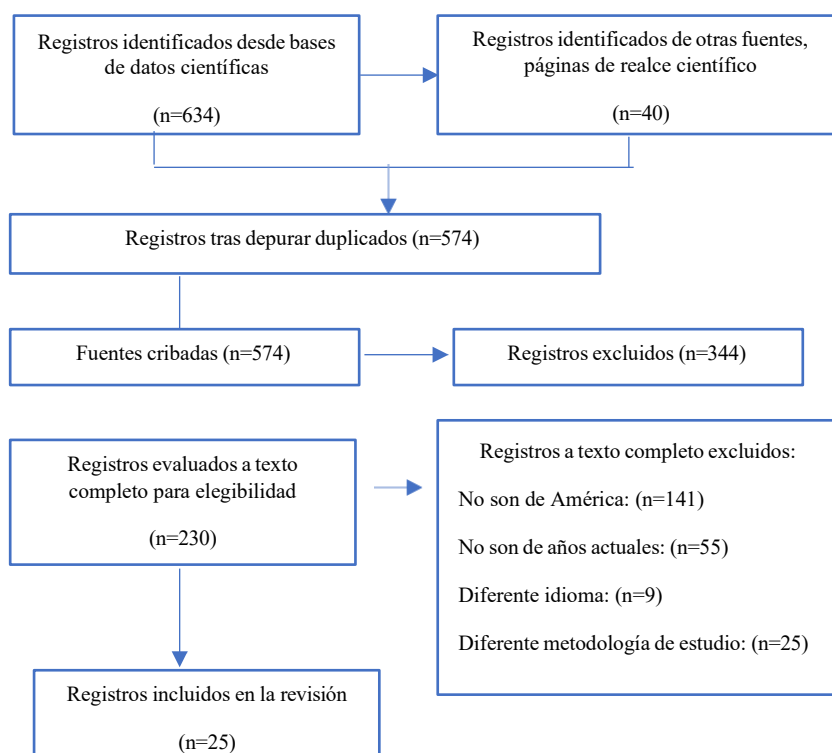 Registros identificados desde bases
de datos científicas
(n=634)
Registros identificados de otras fuentes,
páginas de realce científico
(n=40)
Registros tras depurar duplicados (n=574)
Fuentes cribadas (n=574)
Registros excluidos (n=344)
Registros evaluados a texto
completo para elegibilidad
(n=230)
Registros a texto completo excluidos:
No son de América: (n=141)
No son de años actuales: (n=55)
Diferente idioma: (n=9)
Diferente metodología de estudio: (n=25)
Registros incluidos en la revisión
(n=25)